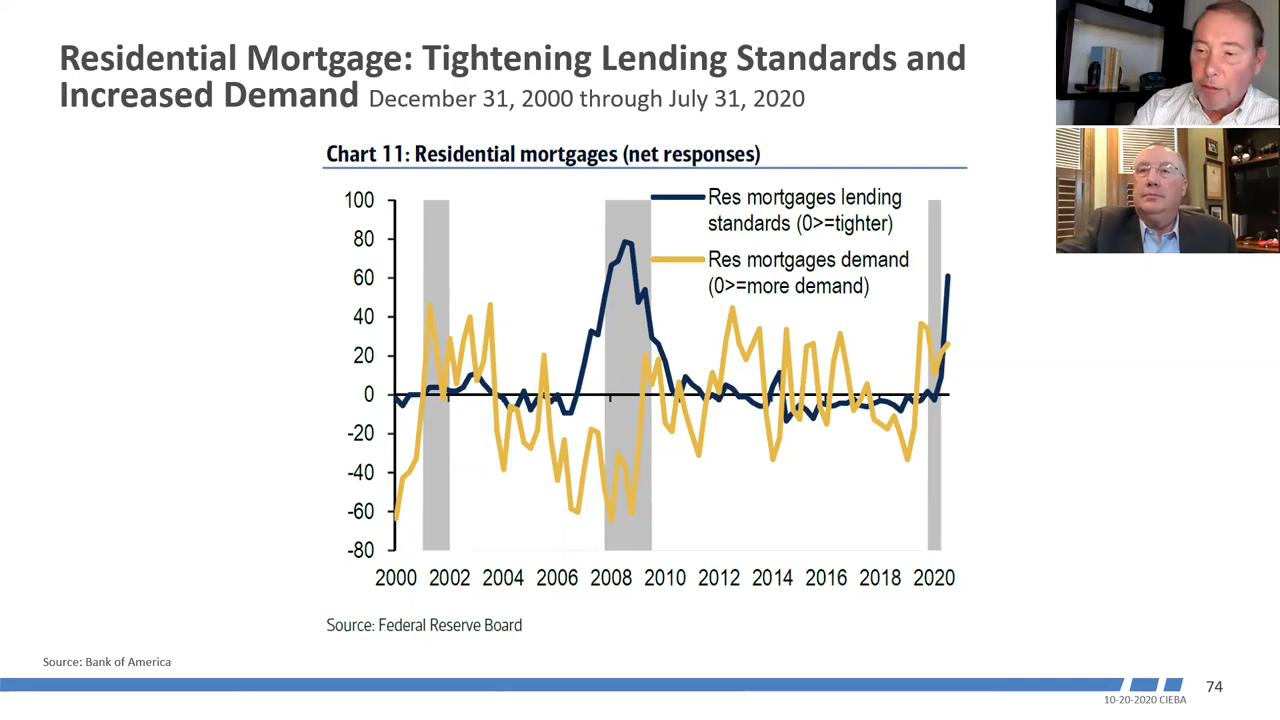 Residential Mortgage: Tightening Lending Standards and
Increased Demand December 31, 2000 through July 31, 2020
Chart 11: Residential mortgages (net responses)
Res mortgages lending
standards (0>=tighter)
Res mortgages demand
(0>=more demand)
100
80
60
40
20
0
-20
-40
-60
-80
2000 2002 2004 2006 2008 2010 2012 2014 2016 2018 2020
Source: Federal Reserve Board
Source: Bank of America
74
10-20-2020 CIEBA